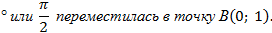 ° или π/2 переместилась в точку B(0; 1).